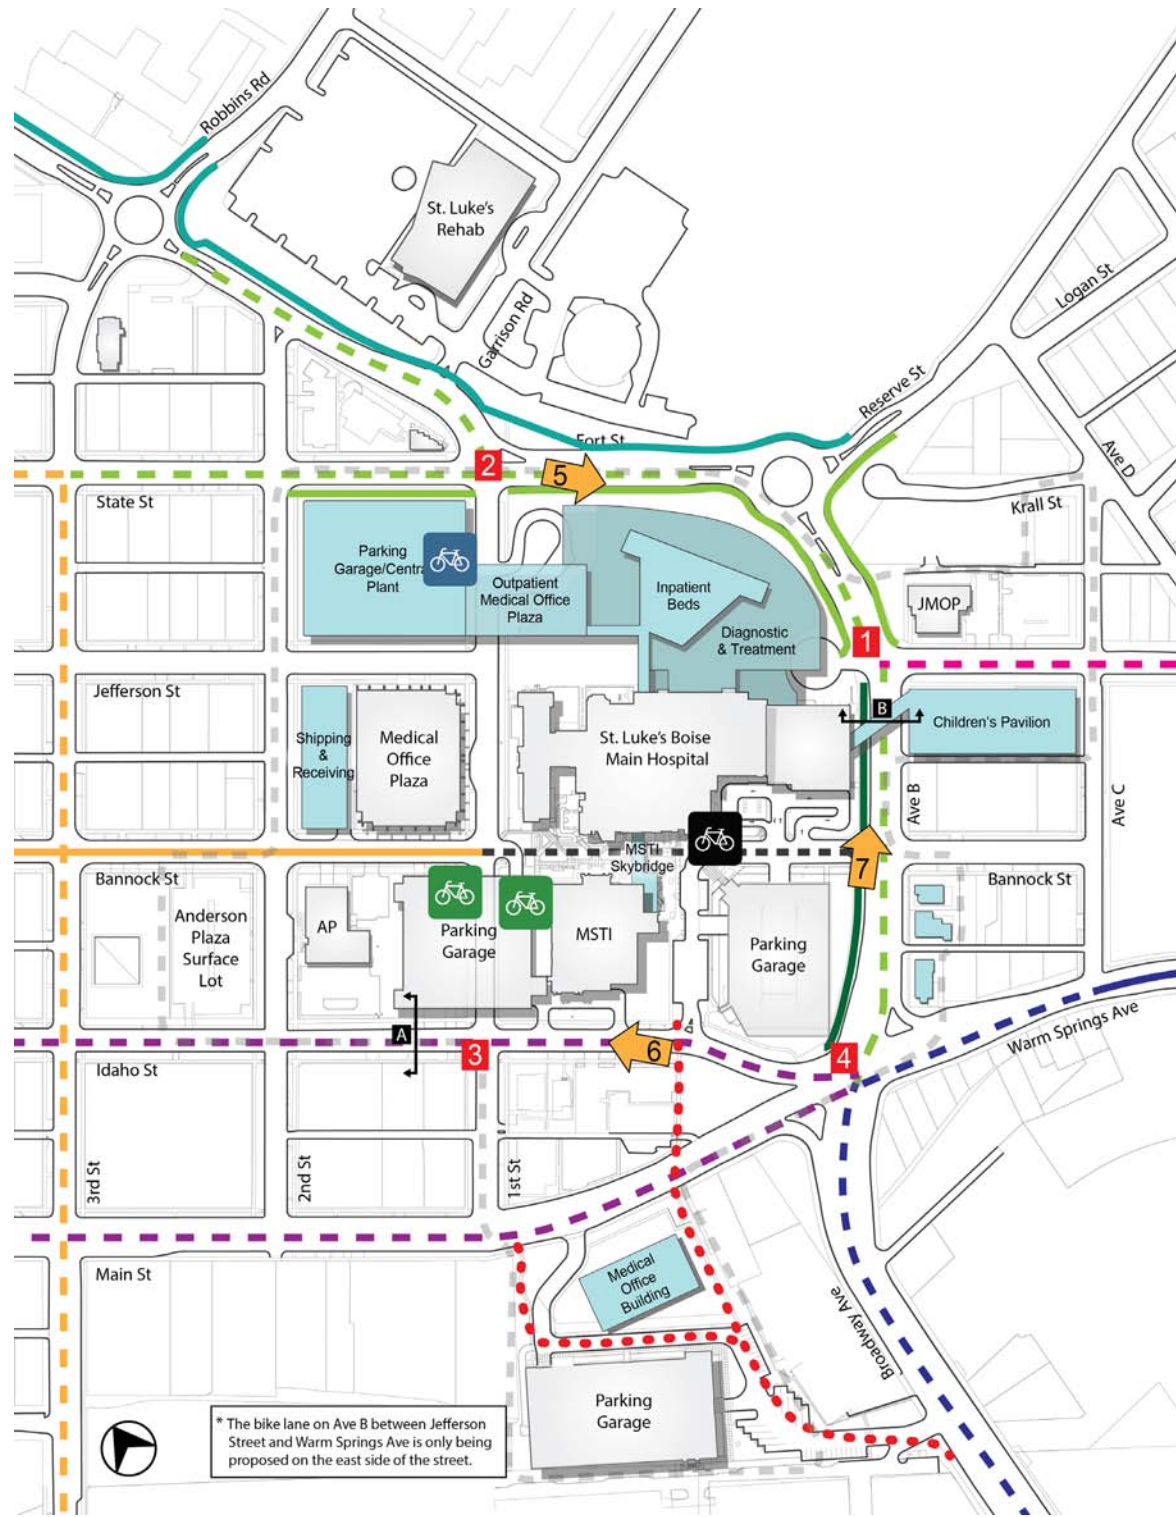 Robbins Rd
St. Luke's
Rehab
Garrison Rd
Logan St
Reserve St
Fort St
Ave D
2
5
State St
Krall St
Parking
Garage/Central
Plant
Outpatient
Medical Office
Plaza
Inpatient
Beds
Diagnostic
& Treatment
JMOP
1
Jefferson St
Shipping
&
Receiving
Medical
Office
Plaza
St. Luke's Boise
Main Hospital
B
Children's Pavilion
Ave B
Ave C
MSTI
Skybridge
7
Bannock St
Bannock St
Anderson
Plaza
Surface
Lot
AP
Parking
Garage
MSTI
Parking
Garage
A
3
6
4
Warm Springs Ave
Idaho St
3rd St
2nd St
1st St
Main St
Medical
Office
Building
Broadway Ave
Parking
Garage
* The bike lane on Ave B between Jefferson
Street and Warm Springs Ave is only being
proposed on the east side of the street.